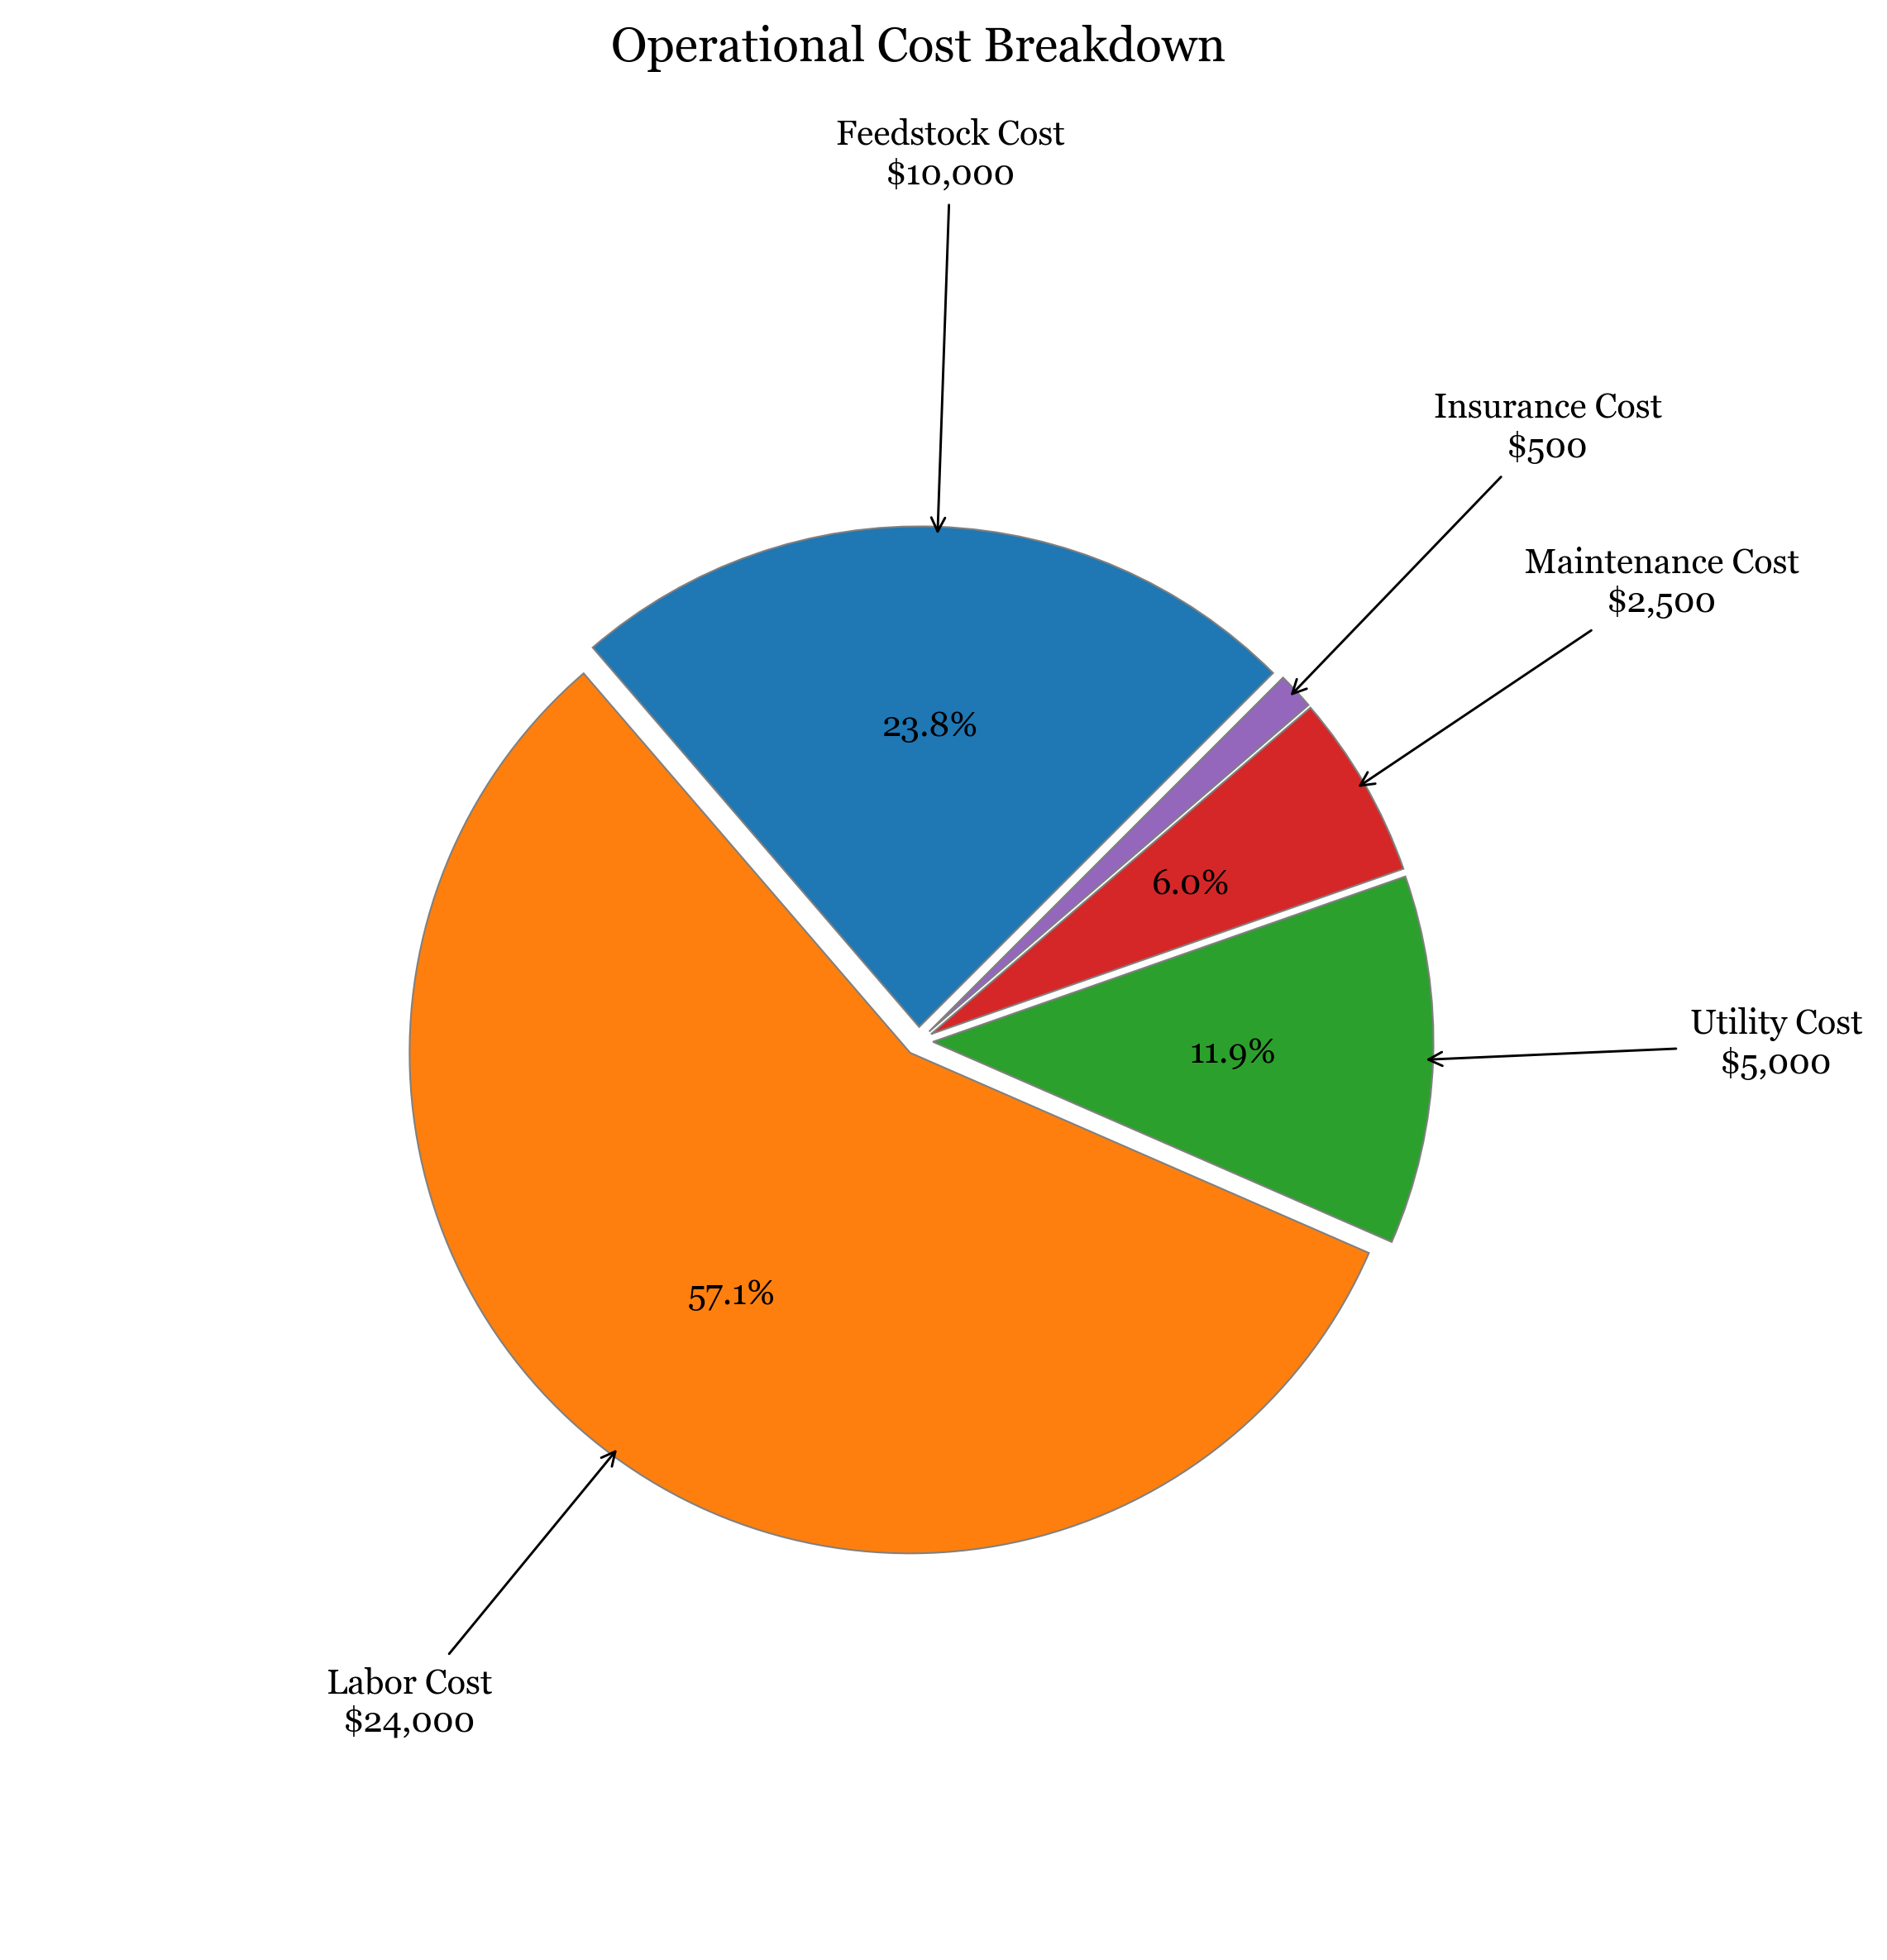 Operational Cost Breakdown
Feedstock Cost
$10,000
Insurance Cost
$500
Maintenance Cost
$2,500
23.8%
6.0%
Utility Cost
$5,000
11.9%
57.1%
Labor Cost
$24,000